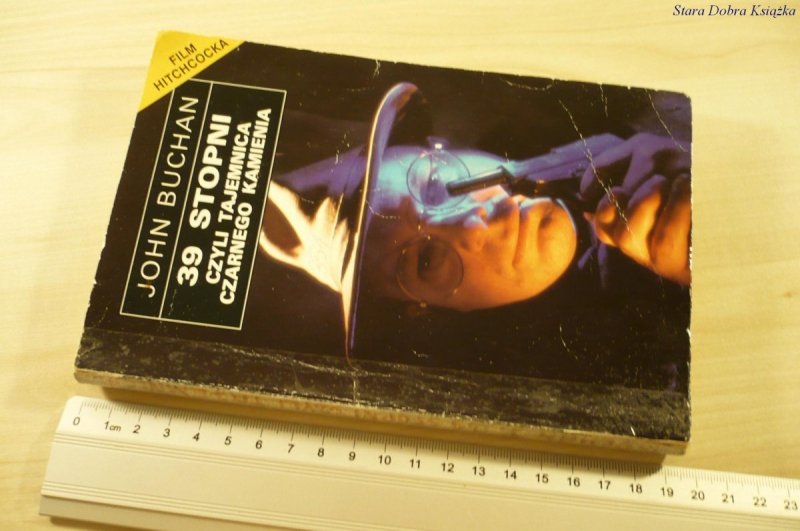 Stara Dobra Książka
FILM
HITCHCOCKA
JOHN BUCHAN
39 STOPNI
CZYLI TAJEMNICA
CZARNEGO KAMIENIA
0 1cm 2 3 4 5 6 7 8 9 10 11 12 13 14 15 16 17 18 19 20 21 22 23